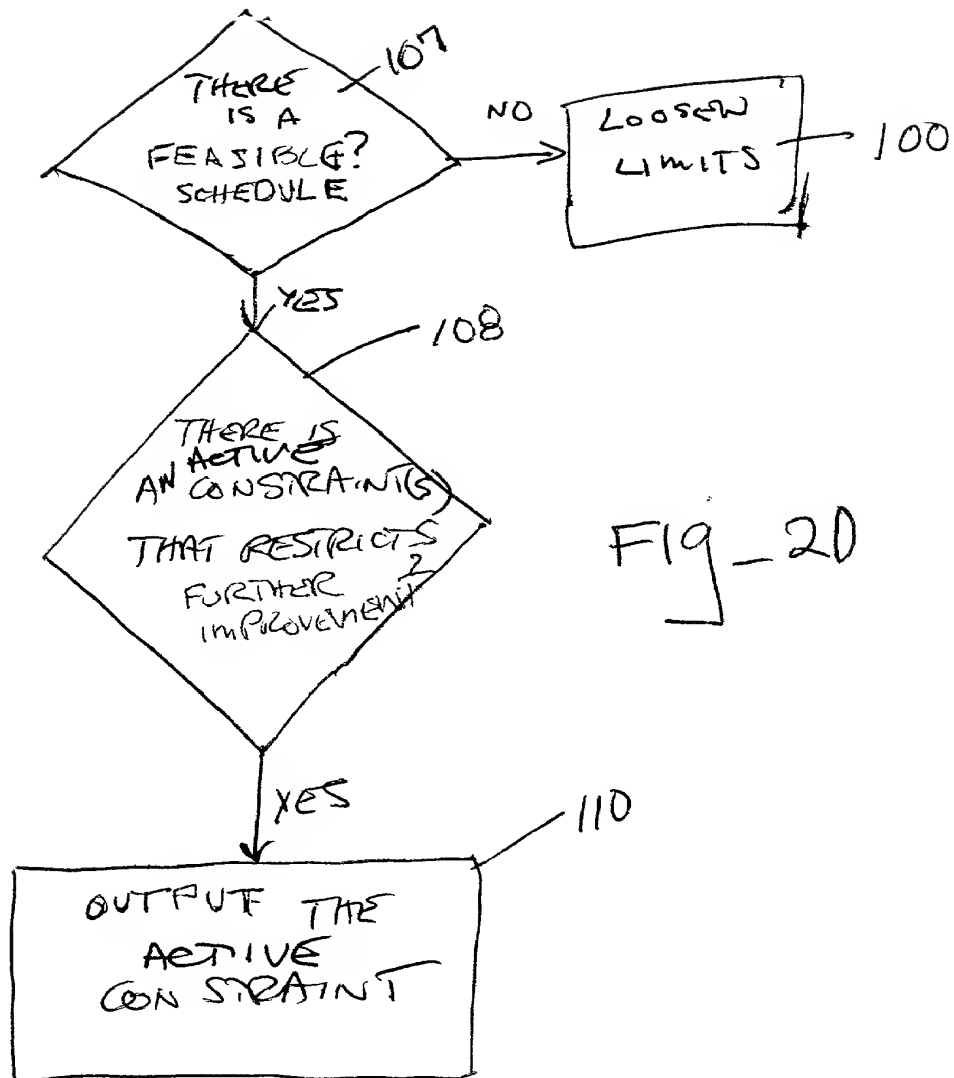 107
THERE
IS A
FEASIBLE?
SCHEDULE
NO
LOOSEN
LIMITS
100
YES
108
THERE IS
AN ACTIVE
CONSTRAINT(S)
THAT RESTRICTS
FURTHER
IMPROVEMENT?
Fig_2D
YES
110
OUTPUT THE
ACTIVE
CONSTRAINT